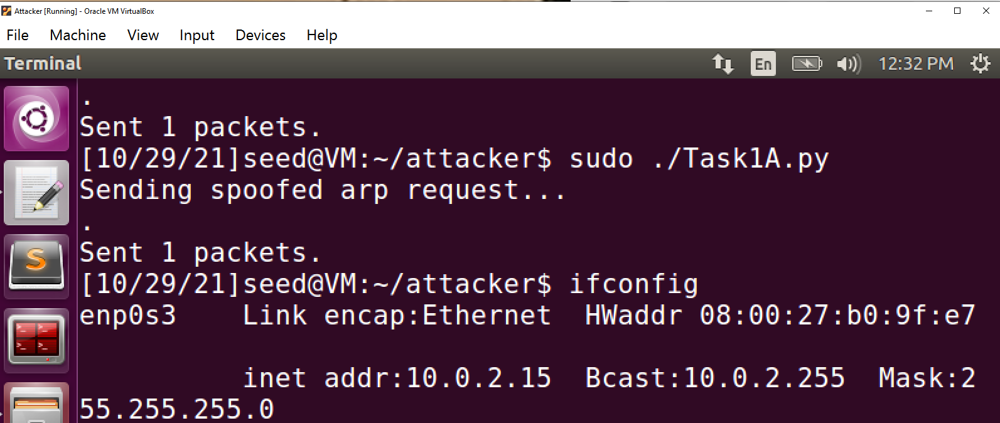 Attacker [Running] - Oracle VM VirtualBox
File Machine View Input Devices Help
Terminal En 12:32 PM
.
Sent 1 packets.
[10/29/21]seed@VM:~/attacker$ sudo ./Task1A.py
Sending spoofed arp request...
.
Sent 1 packets.
[10/29/21]seed@VM:~/attacker$ ifconfig
enp0s3 Link encap:Ethernet HWaddr 08:00:27:b0:9f:e7
inet addr:10.0.2.15 Bcast:10.0.2.255 Mask:2
55.255.255.0